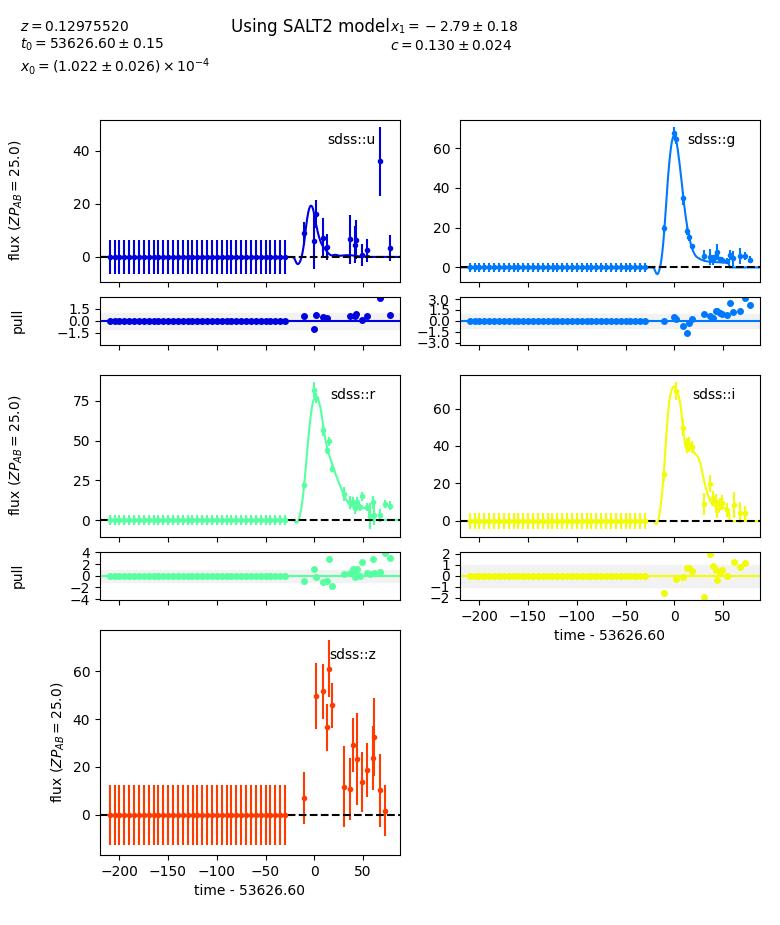 z = 0.12975520
Using SALT2 model
x₁ = −2.79 ± 0.18
t₀ = 53626.60 ± 0.15
c = 0.130 ± 0.024
x₀ = (1.022 ± 0.026) × 10⁻⁴
flux (ZP_AB = 25.0)
40
20
0
sdss::u
60
40
20
0
sdss::g
pull
1.5
0.0
−1.5
3.0
1.5
0.0
−1.5
−3.0
flux (ZP_AB = 25.0)
75
50
25
0
sdss::r
60
40
20
0
sdss::i
pull
4
2
0
−2
−4
2
1
0
−1
−2
−200 −150 −100 −50 0 50
time - 53626.60
flux (ZP_AB = 25.0)
60
40
20
0
sdss::z
−200 −150 −100 −50 0 50
time - 53626.60